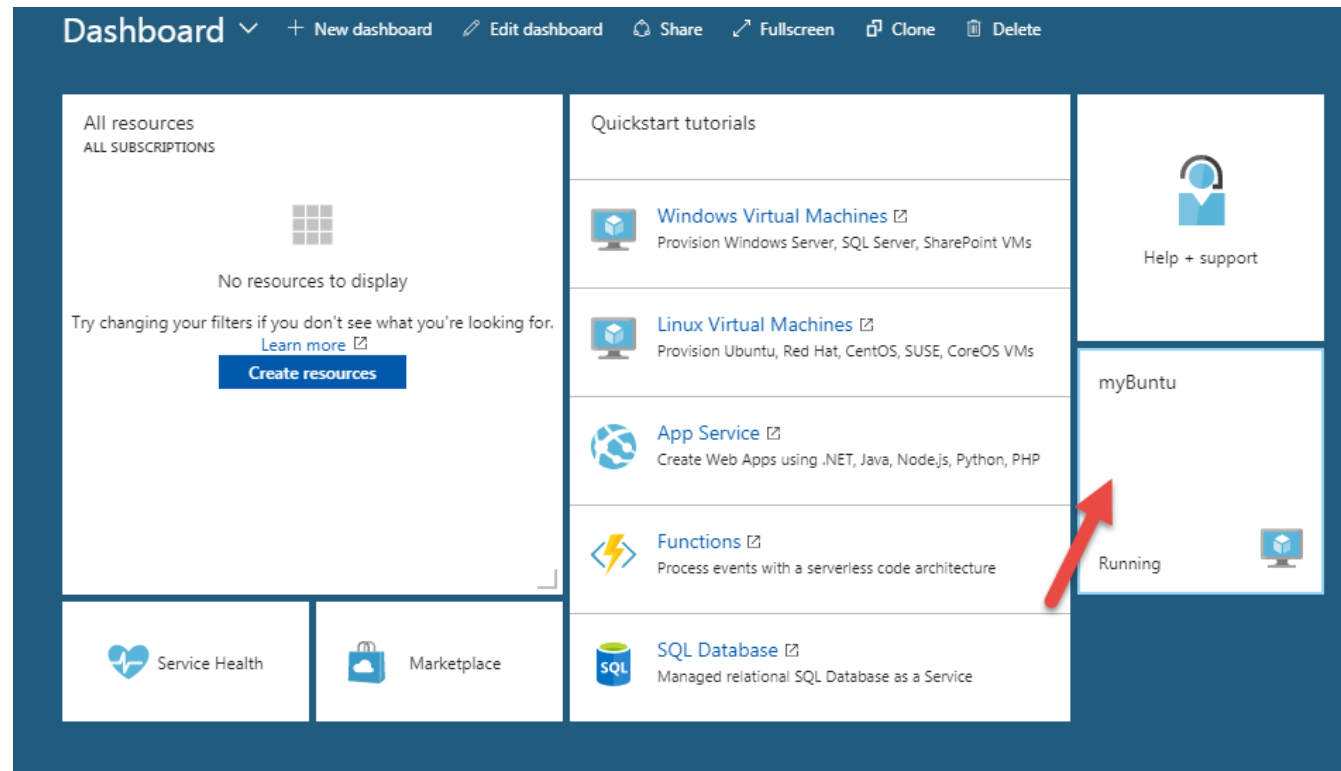 Dashboard
New dashboard
Edit dashboard
Share
Fullscreen
Clone
Delete
All resources
ALL SUBSCRIPTIONS
No resources to display
Try changing your filters if you don't see what you're looking for.
Learn more
Create resources
Service Health
Marketplace
Quickstart tutorials
Windows Virtual Machines
Provision Windows Server, SQL Server, SharePoint VMs
Linux Virtual Machines
Provision Ubuntu, Red Hat, CentOS, SUSE, CoreOS VMs
App Service
Create Web Apps using .NET, Java, Node.js, Python, PHP
Functions
Process events with a serverless code architecture
SQL
SQL Database
Managed relational SQL Database as a Service
Help + support
myBuntu
Running